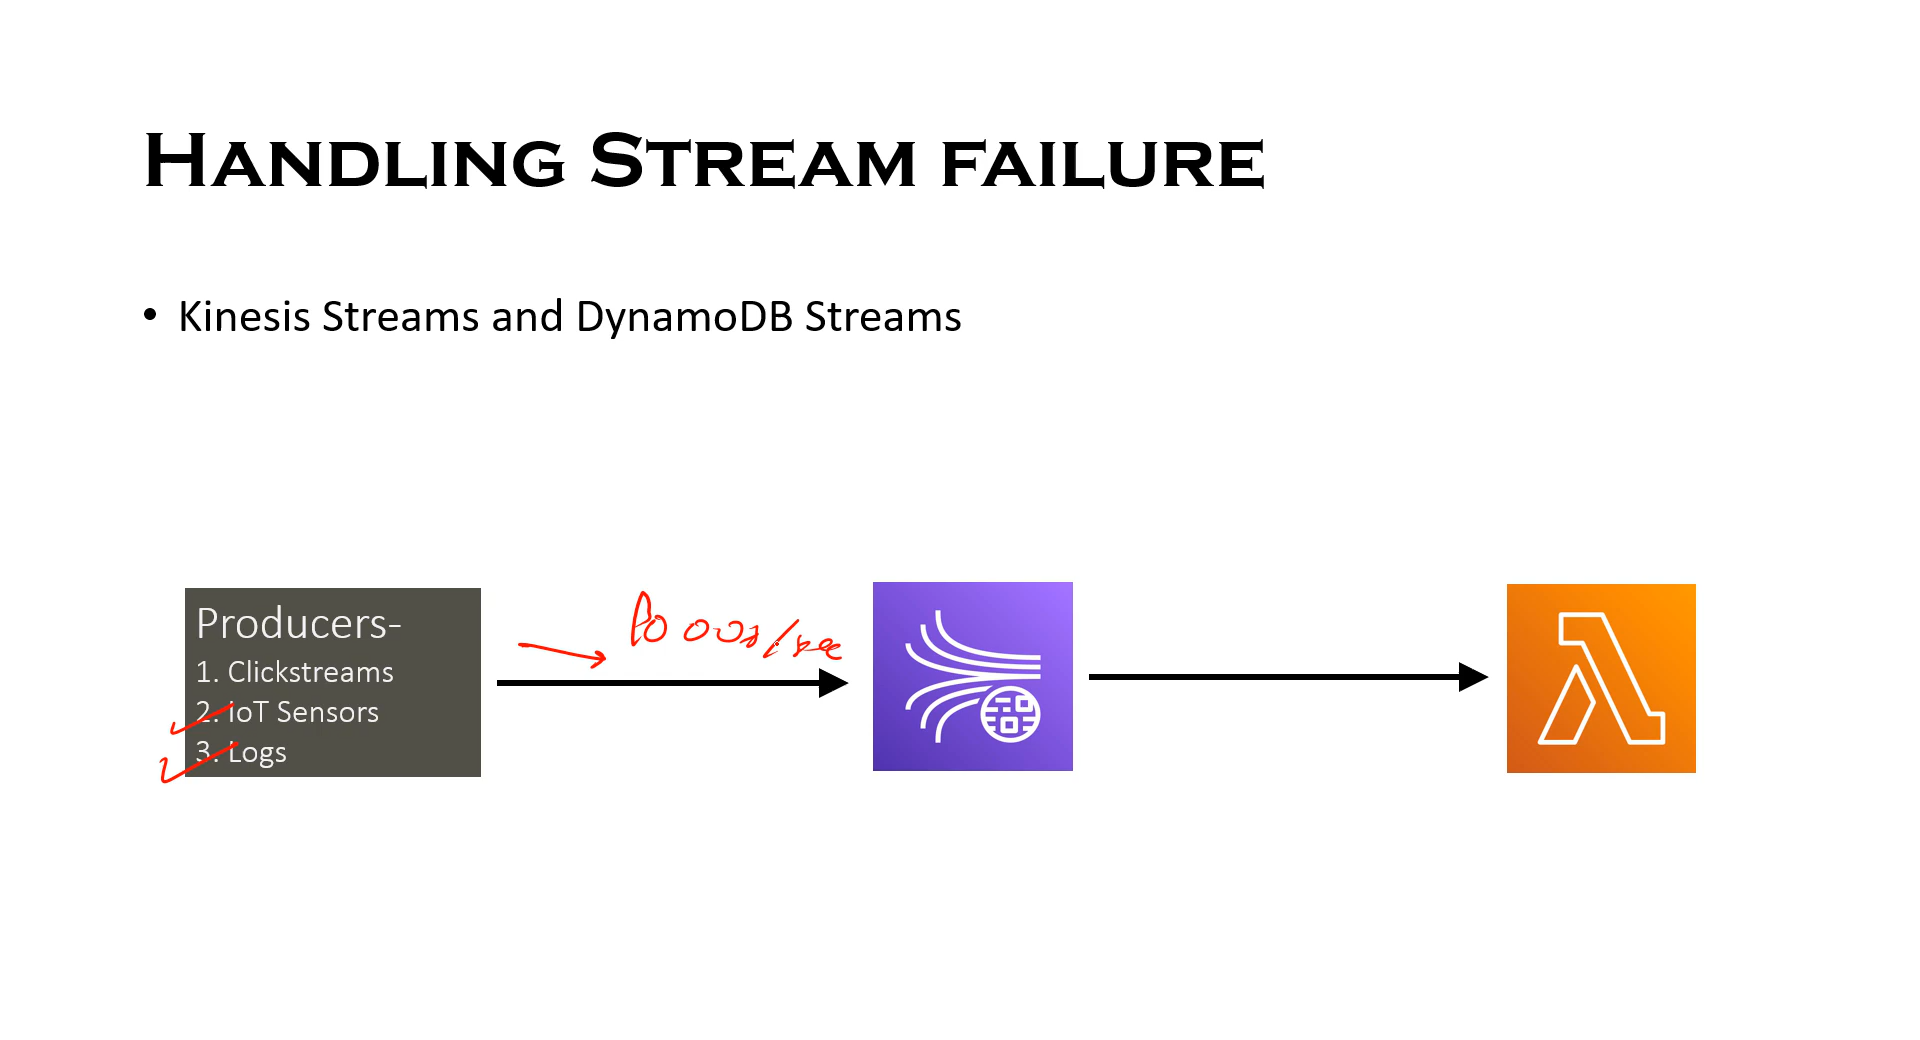 HANDLING STREAM FAILURE
• Kinesis Streams and DynamoDB Streams
Producers-
1. Clickstreams
2. IoT Sensors
3. Logs